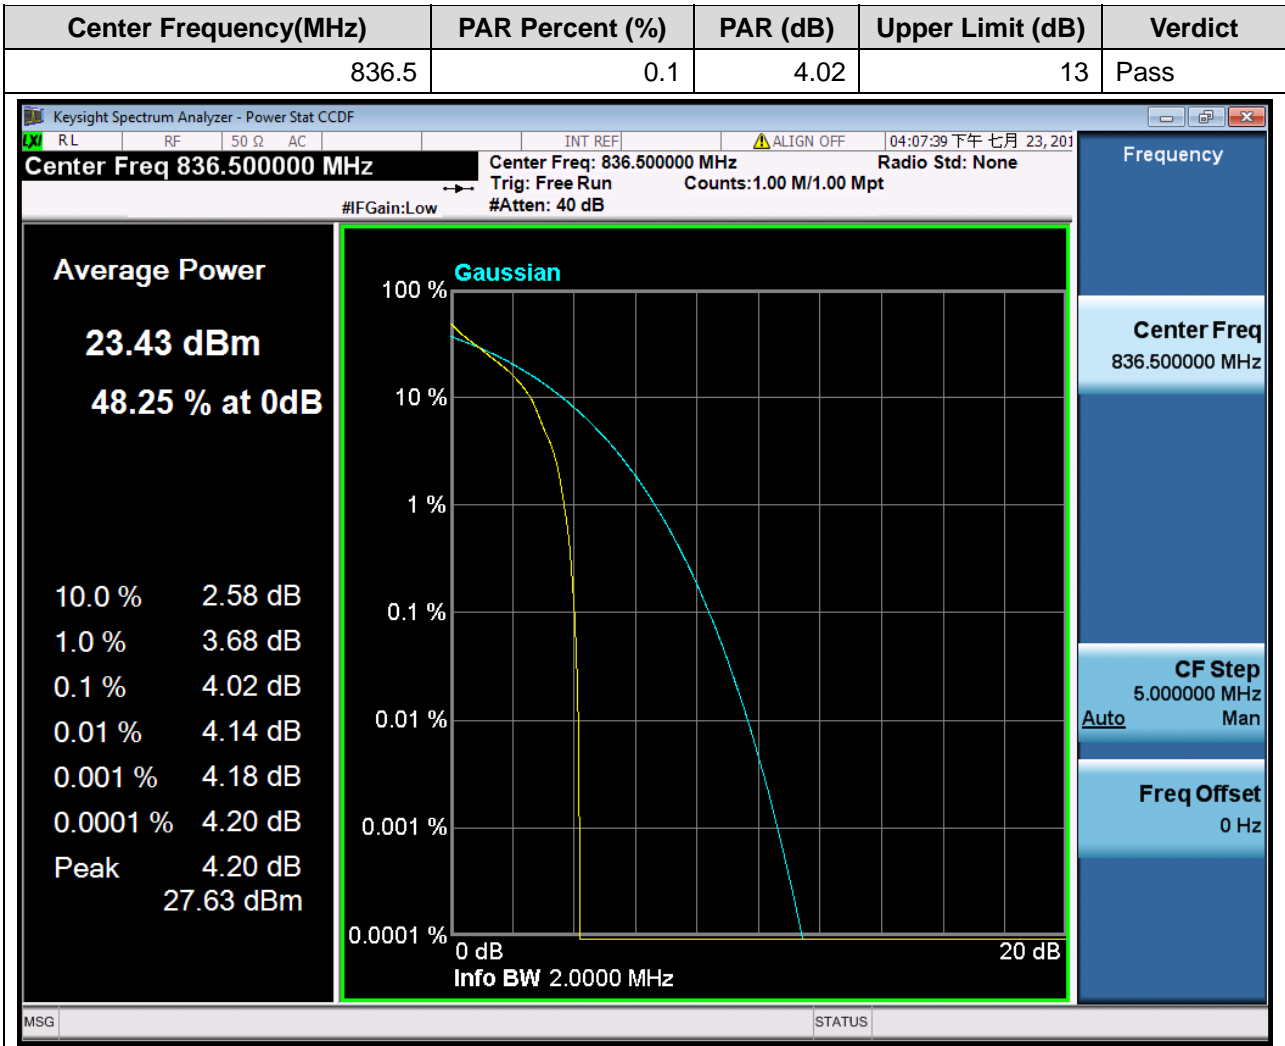 Center Frequency(MHz) PAR Percent (%) PAR (dB) Upper Limit (dB) Verdict
836.5 0.1 4.02 13 Pass
Keysight Spectrum Analyzer - Power Stat CCDF
LXI RL RF 50 Ω AC INT REF ALIGN OFF 04:07:39 下午 七月 23, 201
Center Freq 836.500000 MHz
#IFGain:Low
Center Freq: 836.500000 MHz Radio Std: None
Trig: Free Run Counts:1.00 M/1.00 Mpt
#Atten: 40 dB
Average Power
23.43 dBm
48.25 % at 0dB
10.0 % 2.58 dB
1.0 % 3.68 dB
0.1 % 4.02 dB
0.01 % 4.14 dB
0.001 % 4.18 dB
0.0001 % 4.20 dB
Peak 4.20 dB
27.63 dBm
Gaussian
100 %
10 %
1 %
0.1 %
0.01 %
0.001 %
0.0001 %
0 dB 20 dB
Info BW 2.0000 MHz
Frequency
Center Freq
836.500000 MHz
CF Step
5.000000 MHz
Auto Man
Freq Offset
0 Hz
MSG STATUS